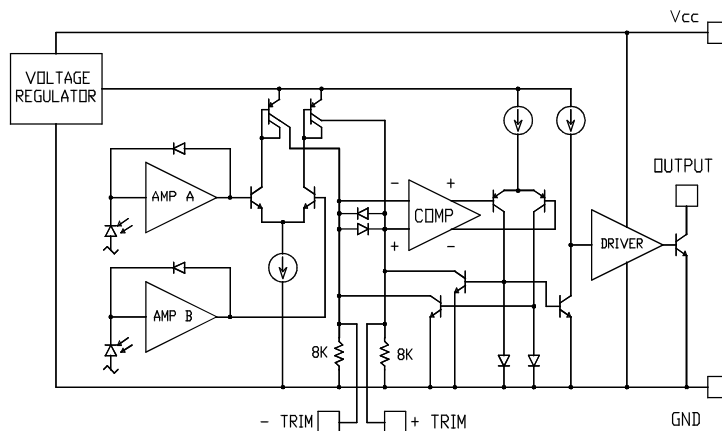 Vcc
VOLTAGE
REGULATOR
OUTPUT
AMP A
- +
COMP
+ -
DRIVER
AMP B
8K 8K
- TRIM + TRIM GND